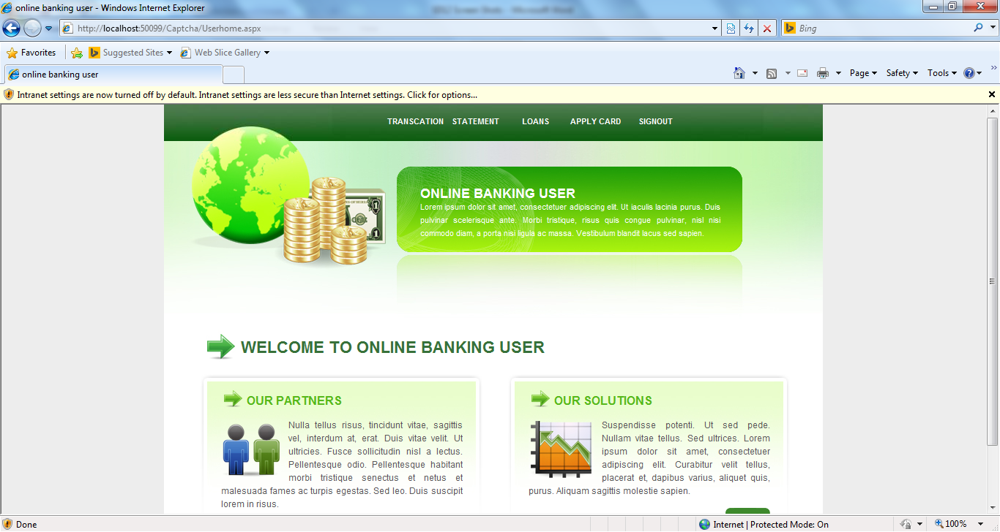 online banking user - Windows Internet Explorer
http://localhost:50099/Captcha/Userhome.aspx
Bing
Favorites
Suggested Sites
Web Slice Gallery
online banking user
Page
Safety
Tools
Intranet settings are now turned off by default. Intranet settings are less secure than Internet settings. Click for options...
TRANSCATION STATEMENT LOANS APPLY CARD SIGNOUT
ONLINE BANKING USER
Lorem ipsum dolor sit amet, consectetuer adipiscing elit. Ut iaculis lacinia purus. Duis
pulvinar scelerisque ante. Morbi tristique, risus quis congue pulvinar, nisl nisi
commodo diam, a porta nisi ligula ac massa. Vestibulum blandit lacus sed sapien.
WELCOME TO ONLINE BANKING USER
OUR PARTNERS
Nulla tellus risus, tincidunt vitae, sagittis
vel, interdum at, erat. Duis vitae velit. Ut
ultricies. Fusce sollicitudin nisl a lectus.
Pellentesque odio. Pellentesque habitant
morbi tristique senectus et netus et
malesuada fames ac turpis egestas. Sed leo. Duis suscipit
lorem in risus.
OUR SOLUTIONS
Suspendisse potenti. Ut sed pede.
Nullam vitae tellus. Sed ultrices. Lorem
ipsum dolor sit amet, consectetuer
adipiscing elit. Curabitur velit tellus,
placerat et, dapibus varius, aliquet quis,
purus. Aliquam sagittis molestie sapien.
Done
Internet | Protected Mode: On
100%